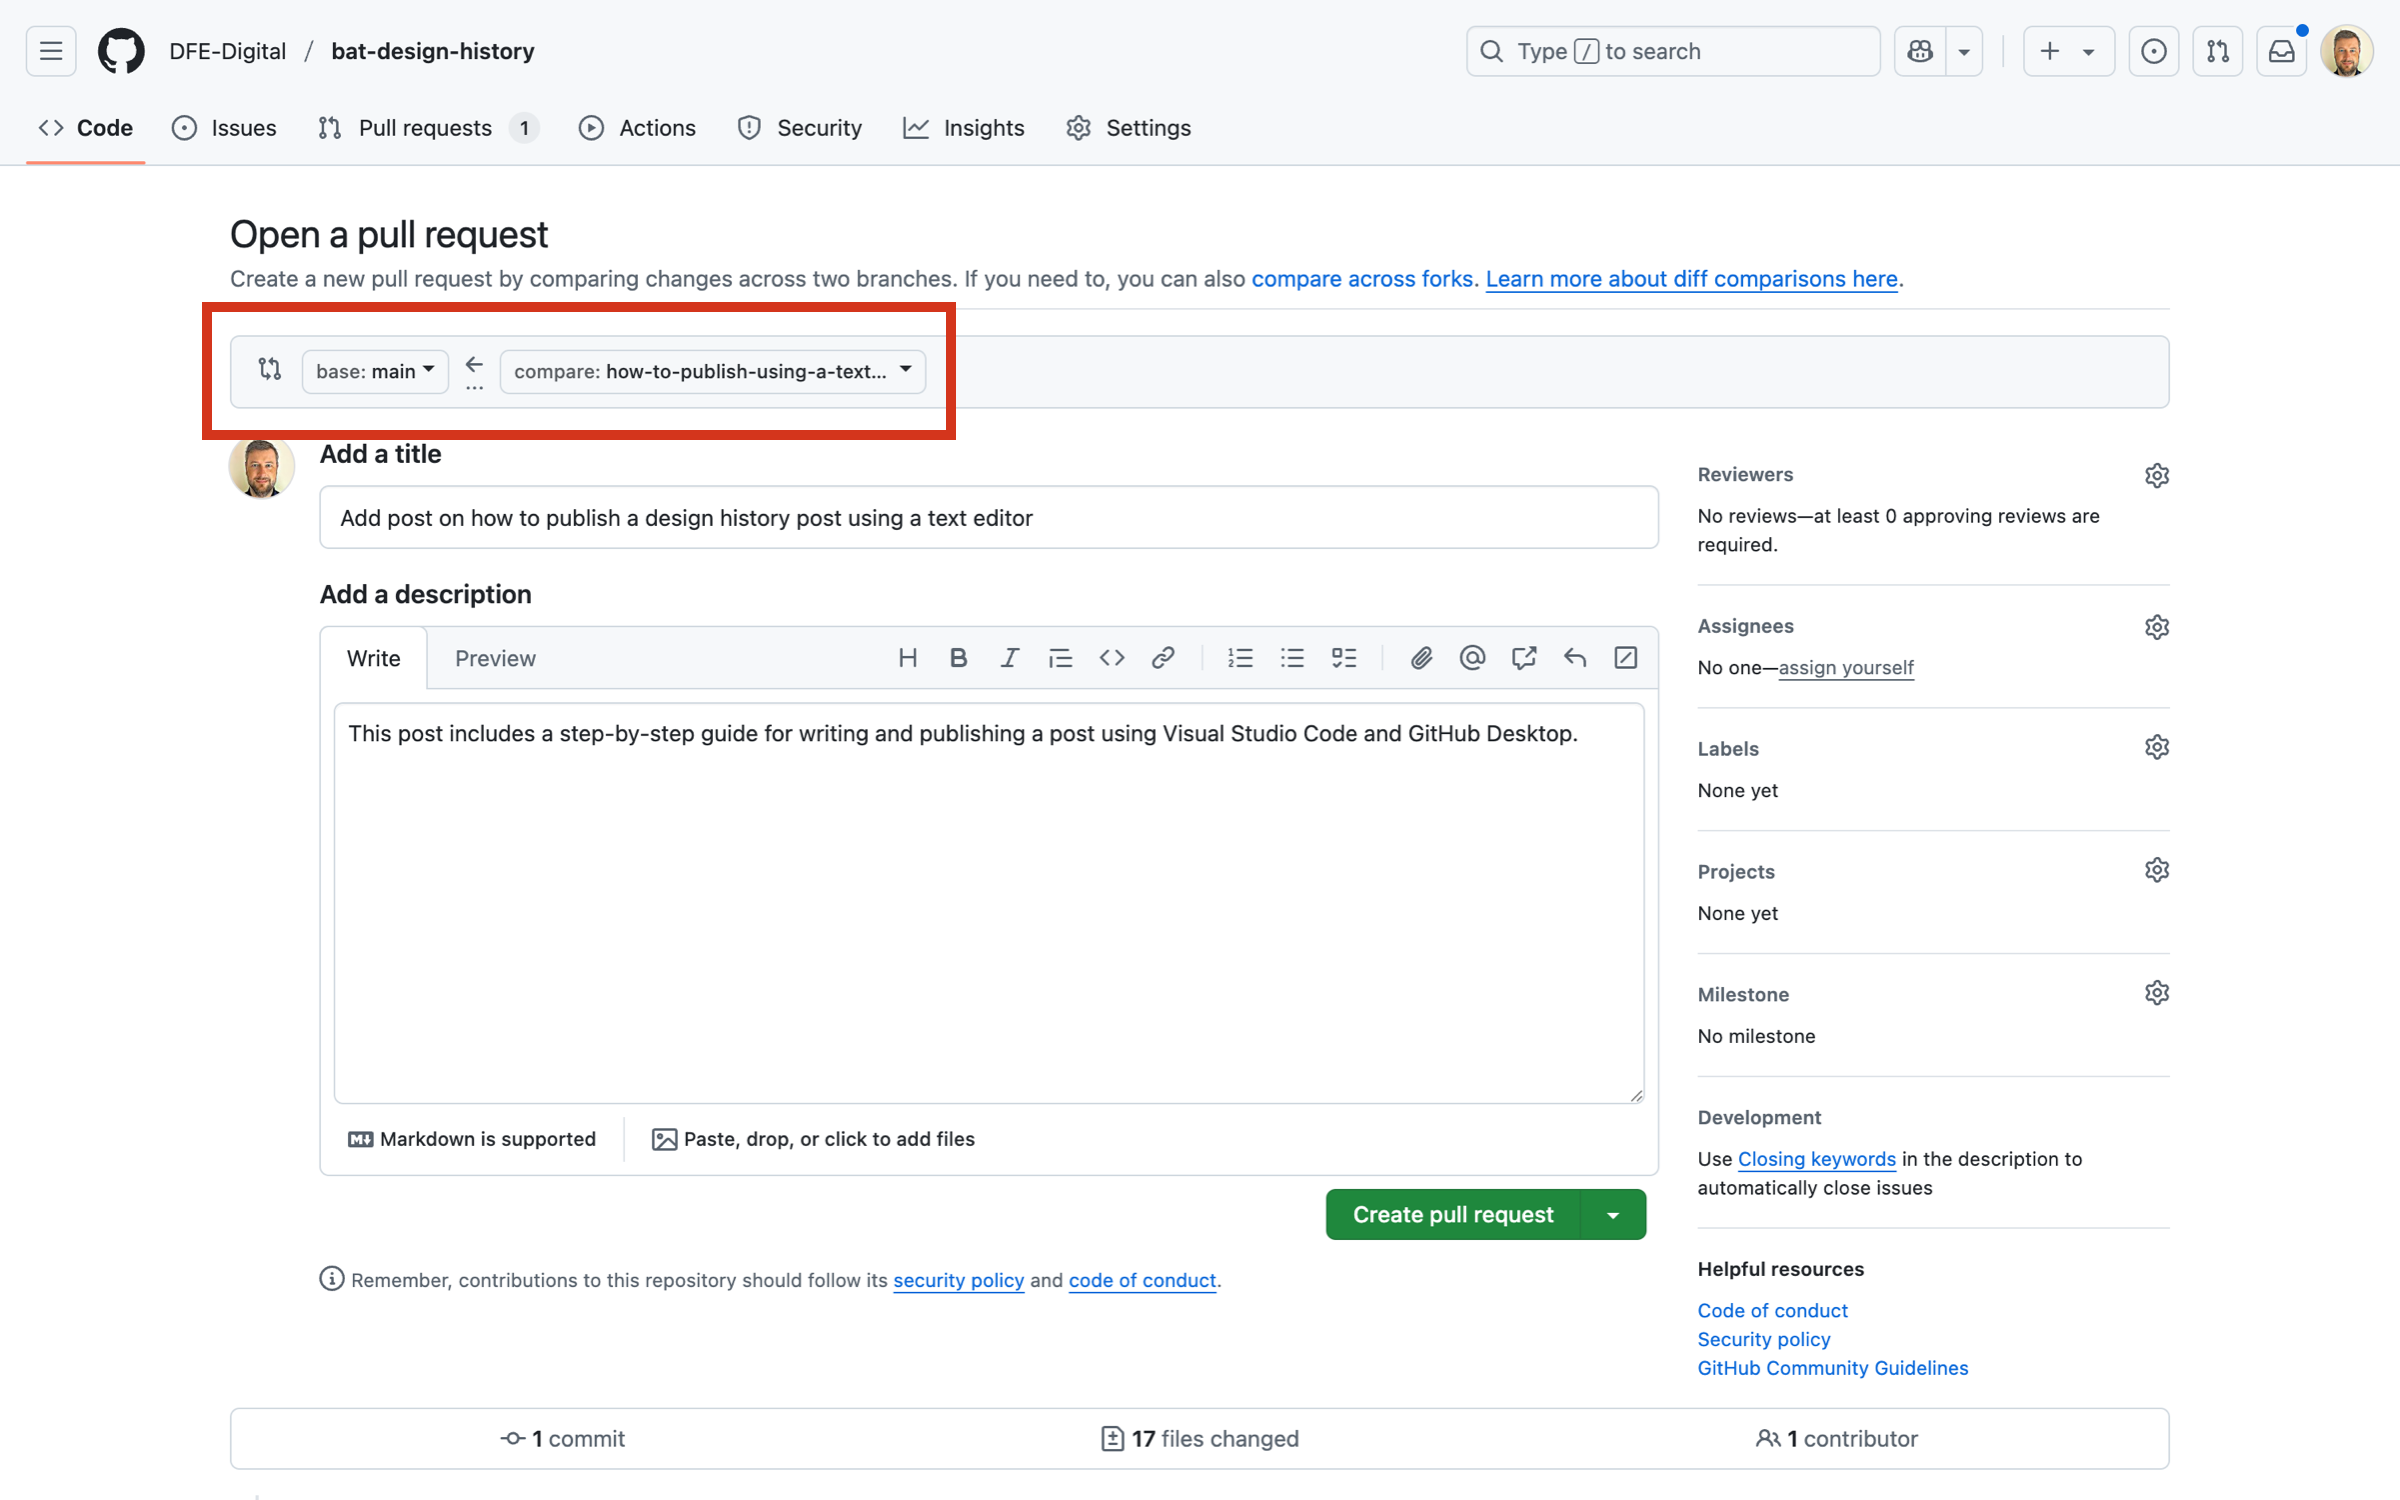 DFE-Digital / bat-design-history
Type / to search
Code
Issues
Pull requests 1
Actions
Security
Insights
Settings
Open a pull request
Create a new pull request by comparing changes across two branches. If you need to, you can also compare across forks. Learn more about diff comparisons here.
base: main
compare: how-to-publish-using-a-text...
Add a title
Add post on how to publish a design history post using a text editor
Add a description
Write
Preview
This post includes a step-by-step guide for writing and publishing a post using Visual Studio Code and GitHub Desktop.
Markdown is supported
Paste, drop, or click to add files
Create pull request
Remember, contributions to this repository should follow its security policy and code of conduct.
Reviewers
No reviews—at least 0 approving reviews are
required.
Assignees
No one—assign yourself
Labels
None yet
Projects
None yet
Milestone
No milestone
Development
Use Closing keywords in the description to
automatically close issues
Helpful resources
Code of conduct
Security policy
GitHub Community Guidelines
1 commit
17 files changed
1 contributor